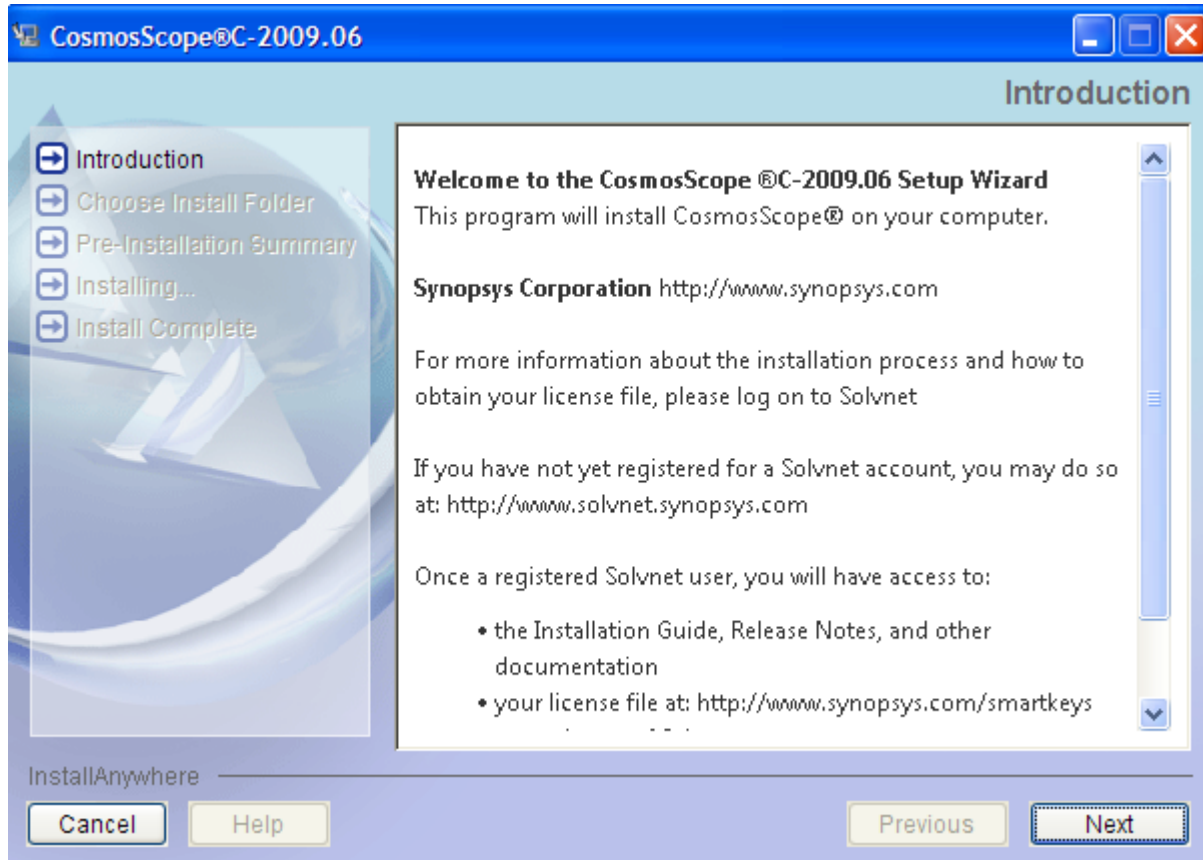 CosmosScope®C-2009.06
Introduction
Introduction
Choose Install Folder
Pre-Installation Summary
Installing...
Install Complete
Welcome to the CosmosScope ®C-2009.06 Setup Wizard
This program will install CosmosScope® on your computer.
Synopsys Corporation http://www.synopsys.com
For more information about the installation process and how to
obtain your license file, please log on to Solvnet
If you have not yet registered for a Solvnet account, you may do so
at: http://www.solvnet.synopsys.com
Once a registered Solvnet user, you will have access to:
• the Installation Guide, Release Notes, and other
documentation
• your license file at: http://www.synopsys.com/smartkeys
InstallAnywhere
Cancel
Help
Previous
Next